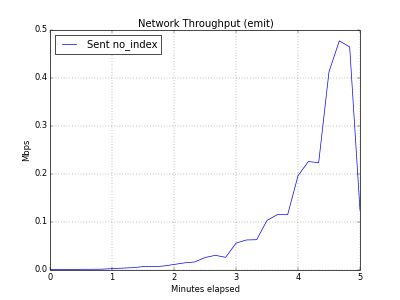 Network Throughput (emit)
Sent no_index
0.5
0.4
0.3
0.2
0.1
0.0
Mbps
0 1 2 3 4 5
Minutes elapsed